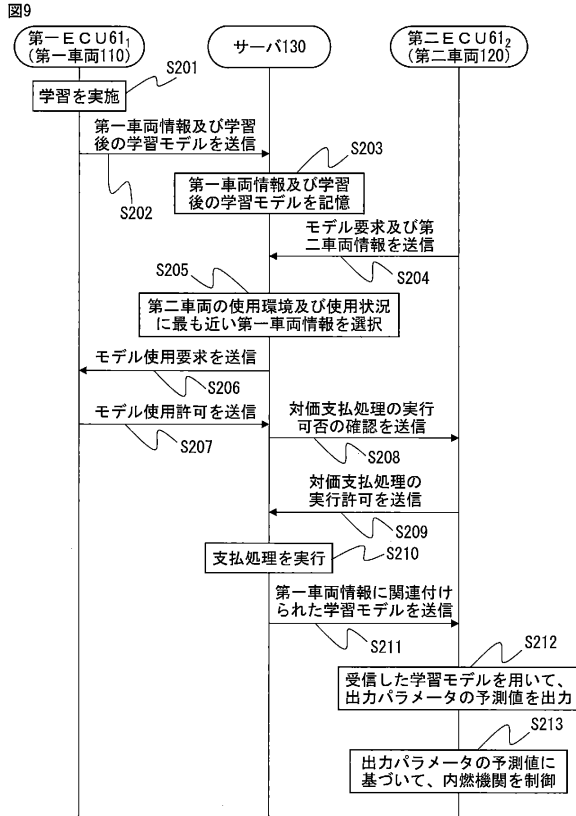 図9
第一ECU61₁
(第一車両110)
サーバ130
第二ECU61₂
(第二車両120)
S201
学習を実施
第一車両情報及び学習
後の学習モデルを送信
S202
S203
第一車両情報及び学習
後の学習モデルを記憶
モデル要求及び第
二車両情報を送信
S204
S205
第二車両の使用環境及び使用状況
に最も近い第一車両情報を選択
モデル使用要求を送信
S206
モデル使用許可を送信
S207
対価支払処理の実行
可否の確認を送信
S208
対価支払処理の
実行許可を送信
S209
支払処理を実行
S210
第一車両情報に関連付け
られた学習モデルを送信
S211
S212
受信した学習モデルを用いて、
出力パラメータの予測値を出力
S213
出力パラメータの予測値に
基づいて、内燃機関を制御